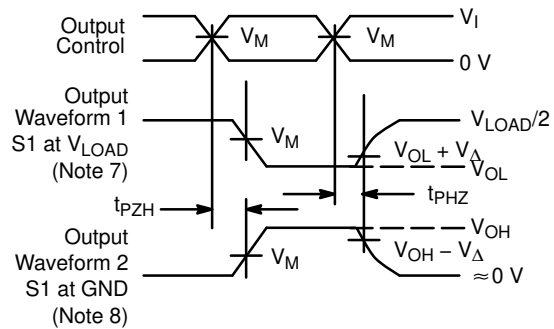 Output
Control
V_M
V_M
V_I
0 V
Output
Waveform 1
S1 at V_LOAD
(Note 7)
V_M
V_LOAD/2
V_OL + V_Δ
V_OL
t_PZH
t_PHZ
Output
Waveform 2
S1 at GND
(Note 8)
V_M
V_OH
V_OH − V_Δ
≈0 V